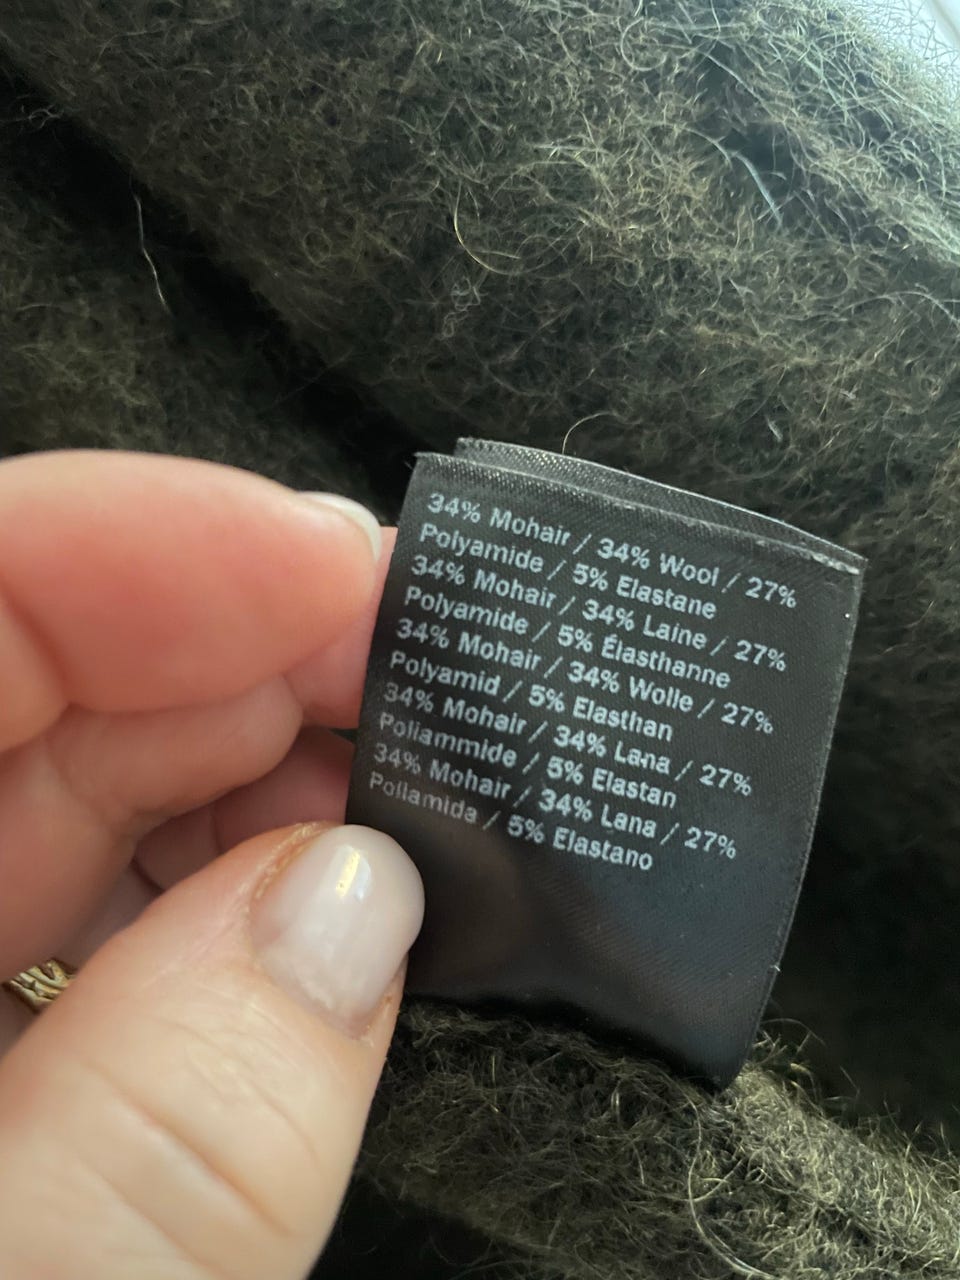 34% Mohair / 34% Wool / 27%
Polyamide / 5% Elastane
34% Mohair / 34% Laine / 27%
Polyamide / 5% Élasthanne
34% Mohair / 34% Wolle / 27%
Polyamid / 5% Elasthan
34% Mohair / 34% Lana / 27%
Poliammide / 5% Elastan
34% Mohair / 34% Lana / 27%
Poliamida / 5% Elastano